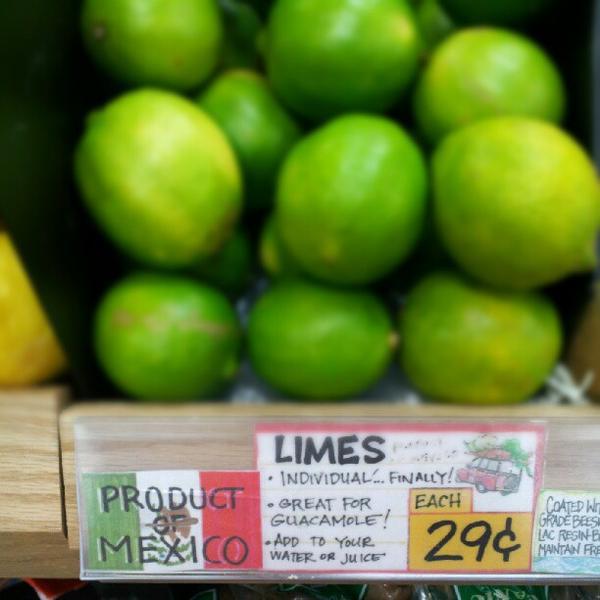 LIMES
• INDIVIDUAL... FINALLY!
• GREAT FOR
GUACAMOLE!
• ADD TO YOUR
WATER OR JUICE
EACH
29¢
PRODUCT
OF
MEXICO
COATED WIT
GRADE BEESW
LAC RESIN-B
MAINTAIN FRE